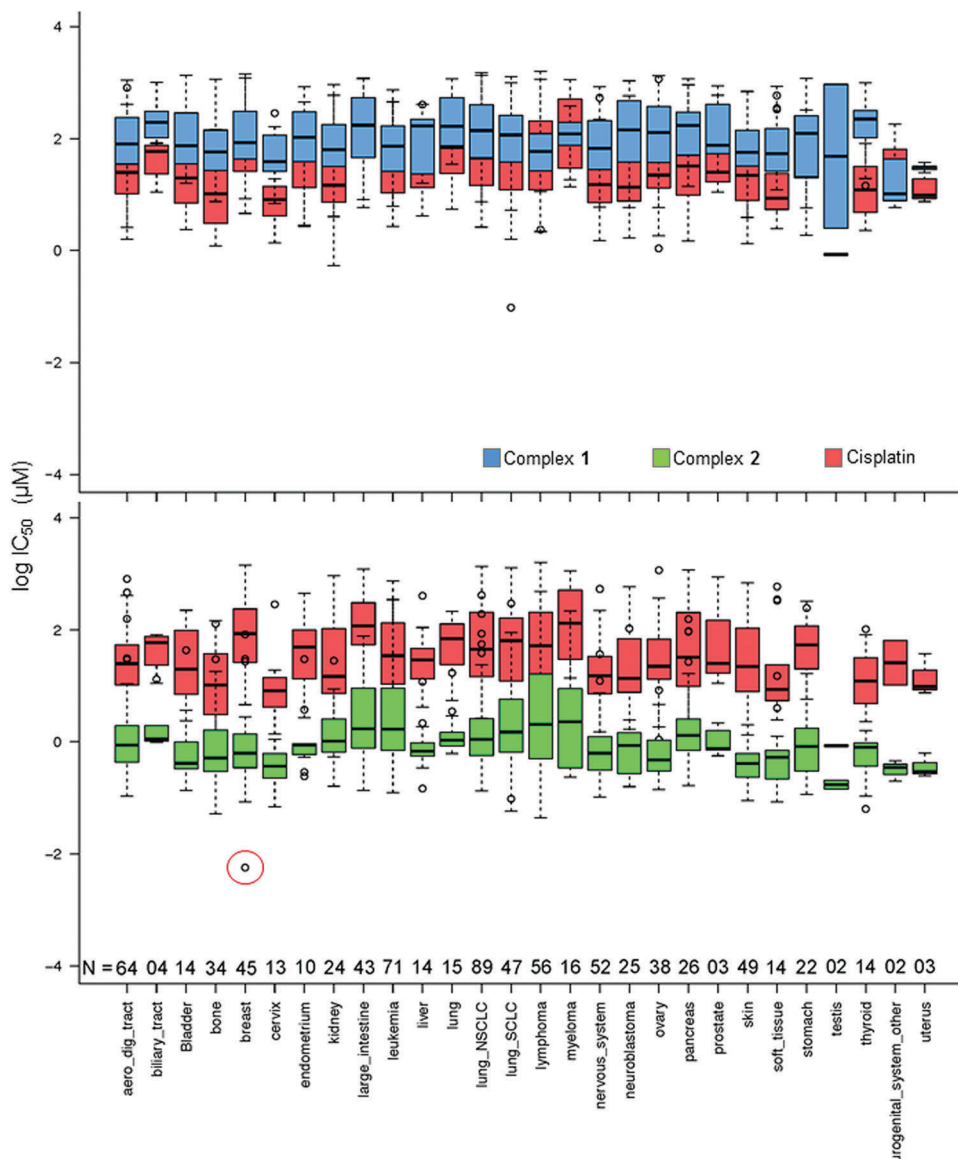 4
2
0
−2
−4
Complex 1
Complex 2
Cisplatin
log IC50 (μM)
4
2
0
−2
−4
N = 64 04 14 34 45 13 10 24 43 71 14 15 89 47 56 16 52 25 38 26 03 49 14 22 02 14 02 03
aero_dig_tract
biliary_tract
Bladder
bone
breast
cervix
endometrium
kidney
large_intestine
leukemia
liver
lung
lung_NSCLC
lung_SCLC
lymphoma
myeloma
nervous_system
neuroblastoma
ovary
pancreas
prostate
skin
soft_tissue
stomach
testis
thyroid
urogenital_system_other
uterus